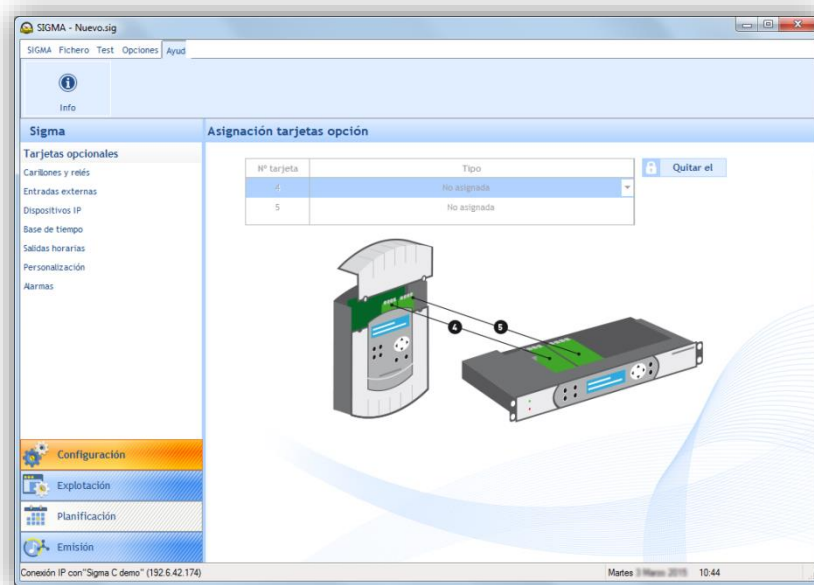 SIGMA - Nuevo.sig
SIGMA Fichero Test Opciones Ayud
Info
Sigma
Asignación tarjetas opción
Tarjetas opcionales
Carillones y relés
Entradas externas
Dispositivos IP
Base de tiempo
Salidas horarias
Personalización
Alarmas
Nº tarjeta Tipo
4 No asignada
5 No asignada
Quitar el
4
5
Configuración
Explotación
Planificación
Emisión
Conexión IP con"Sigma C demo" (192.6.42.174)
Martes 3 Marzo 2015 10:44